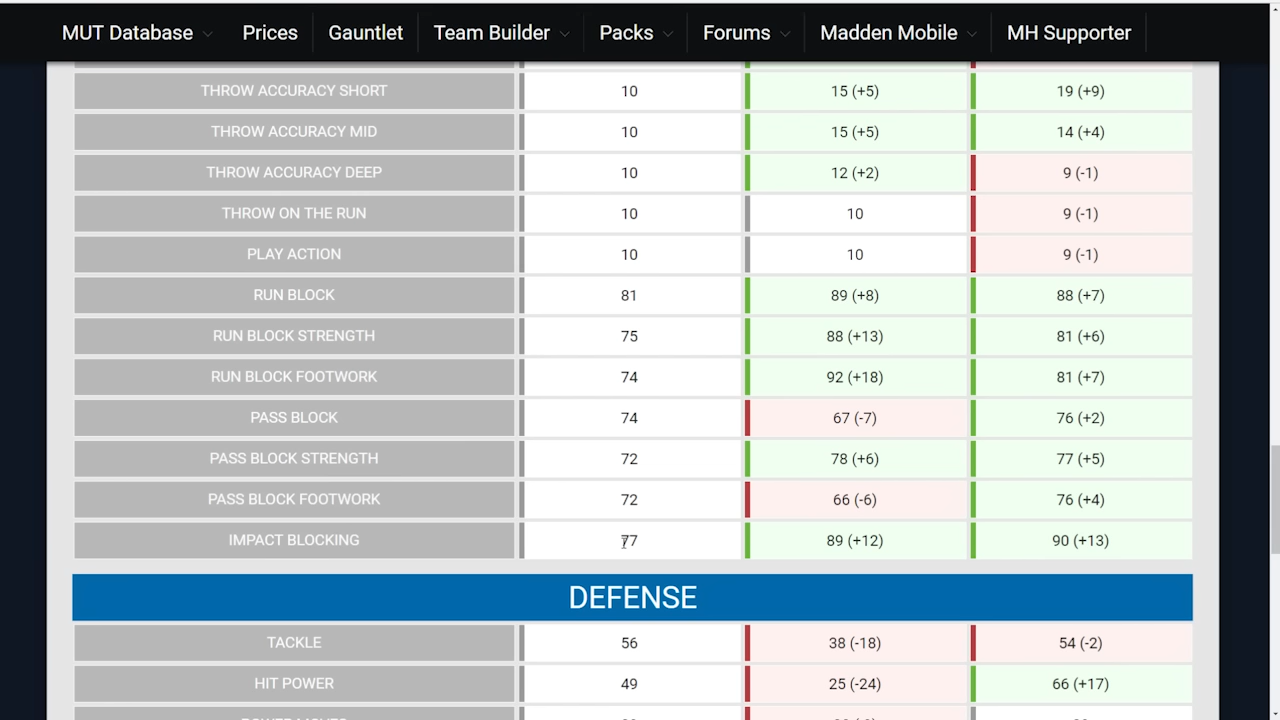 MUT Database Prices Gauntlet Team Builder Packs Forums Madden Mobile MH Supporter
THROW ACCURACY SHORT 10 15 (+5) 19 (+9)
THROW ACCURACY MID 10 15 (+5) 14 (+4)
THROW ACCURACY DEEP 10 12 (+2) 9 (-1)
THROW ON THE RUN 10 10 9 (-1)
PLAY ACTION 10 10 9 (-1)
RUN BLOCK 81 89 (+8) 88 (+7)
RUN BLOCK STRENGTH 75 88 (+13) 81 (+6)
RUN BLOCK FOOTWORK 74 92 (+18) 81 (+7)
PASS BLOCK 74 67 (-7) 76 (+2)
PASS BLOCK STRENGTH 72 78 (+6) 77 (+5)
PASS BLOCK FOOTWORK 72 66 (-6) 76 (+4)
IMPACT BLOCKING 77 89 (+12) 90 (+13)
DEFENSE
TACKLE 56 38 (-18) 54 (-2)
HIT POWER 49 25 (-24) 66 (+17)